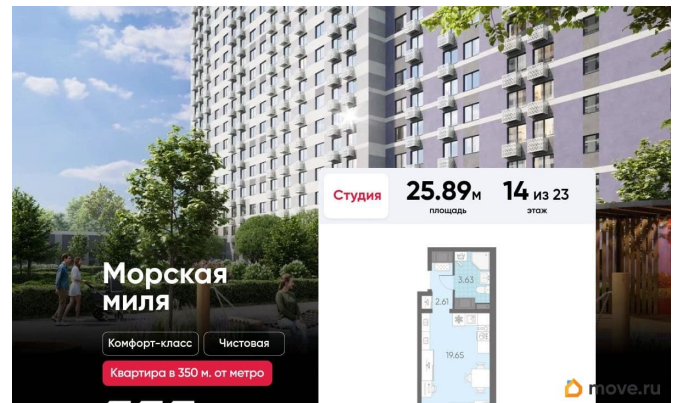 Студия
25.89м
площадь
14 из 23
этаж
3.63
2.61
19.65
Морская
миля
Комфорт-класс
Чистовая
Квартира в 350 м. от метро
move.ru